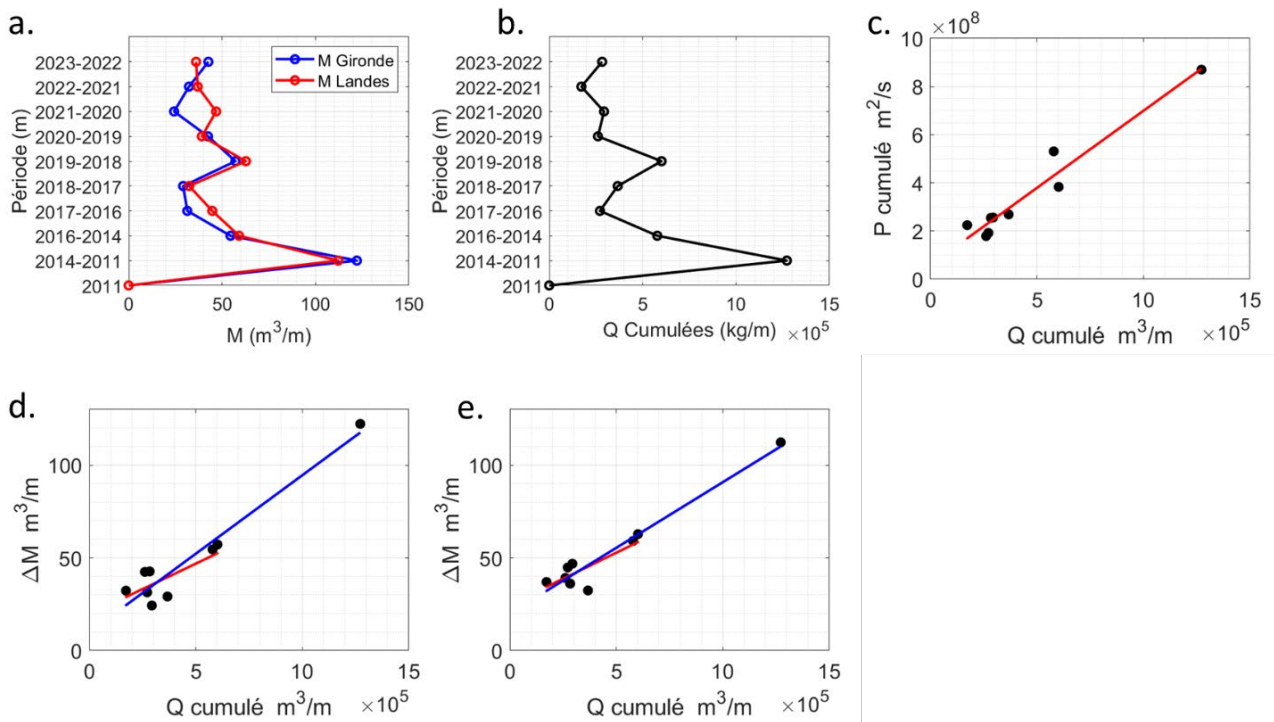 a.
Période (m)
2023-2022
2022-2021
2021-2020
2020-2019
2019-2018
2018-2017
2017-2016
2016-2014
2014-2011
2011
M Gironde
M Landes
0 50 100 150
M (m³/m)
b.
Période (m)
2023-2022
2022-2021
2021-2020
2020-2019
2019-2018
2018-2017
2017-2016
2016-2014
2014-2011
2011
0 5 10 15
Q Cumulées (kg/m) ×10⁵
c.
×10⁸
P cumulé m²/s
10
8
6
4
2
0
0 5 10 15
Q cumulé m³/m ×10⁵
d.
ΔM m³/m
100
50
0
0 5 10 15
Q cumulé m³/m ×10⁵
e.
ΔM m³/m
100
50
0
0 5 10 15
Q cumulé m³/m ×10⁵